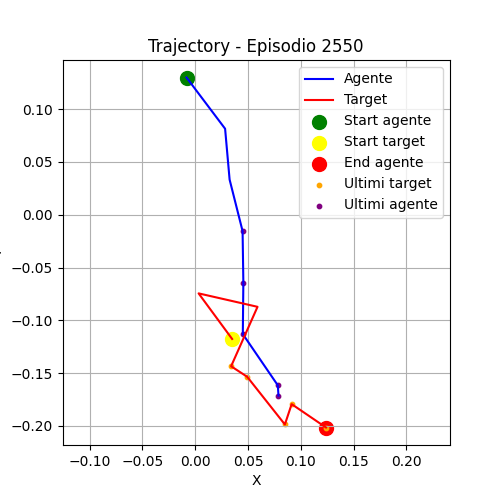 Trajectory - Episodio 2550
Agente
Target
Start agente
Start target
End agente
Ultimi target
Ultimi agente
0.10
0.05
0.00
−0.05
−0.10
−0.15
−0.20
−0.10
−0.05
0.00
0.05
0.10
0.15
0.20
X